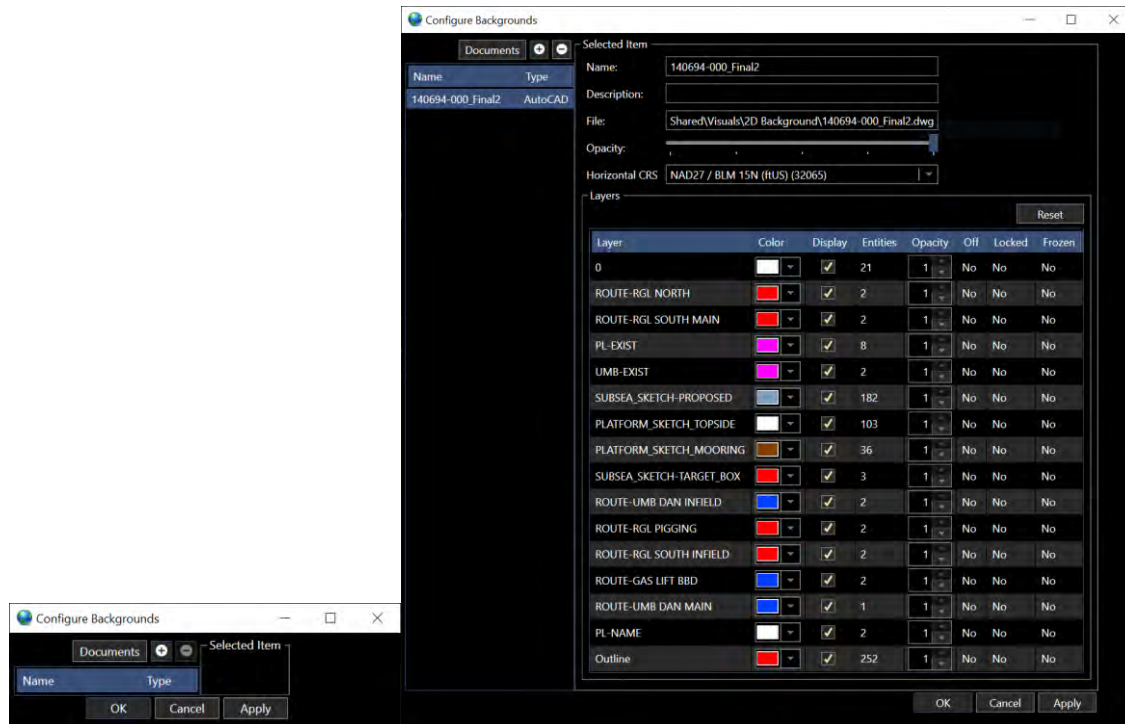 Configure Backgrounds
Documents
Name Type
140694-000_Final2 AutoCAD
Selected Item
Name: 140694-000_Final2
Description:
File: Shared\Visuals\2D Background\140694-000_Final2.dwg
Opacity:
Horizontal CRS NAD27 / BLM 15N (ftUS) (32065)
Layers
Reset
Layer Color Display Entities Opacity Off Locked Frozen
0 21 1 No No No
ROUTE-RGL NORTH 2 1 No No No
ROUTE-RGL SOUTH MAIN 2 1 No No No
PL-EXIST 8 1 No No No
UMB-EXIST 2 1 No No No
SUBSEA_SKETCH-PROPOSED 182 1 No No No
PLATFORM_SKETCH_TOPSIDE 103 1 No No No
PLATFORM_SKETCH_MOORING 36 1 No No No
SUBSEA_SKETCH-TARGET_BOX 3 1 No No No
ROUTE-UMB DAN INFIELD 2 1 No No No
ROUTE-RGL PIGGING 2 1 No No No
ROUTE-RGL SOUTH INFIELD 2 1 No No No
ROUTE-GAS LIFT BBD 2 1 No No No
ROUTE-UMB DAN MAIN 1 1 No No No
PL-NAME 2 1 No No No
Outline 252 1 No No No
OK Cancel Apply
Configure Backgrounds
Documents
Selected Item
Name Type
OK Cancel Apply